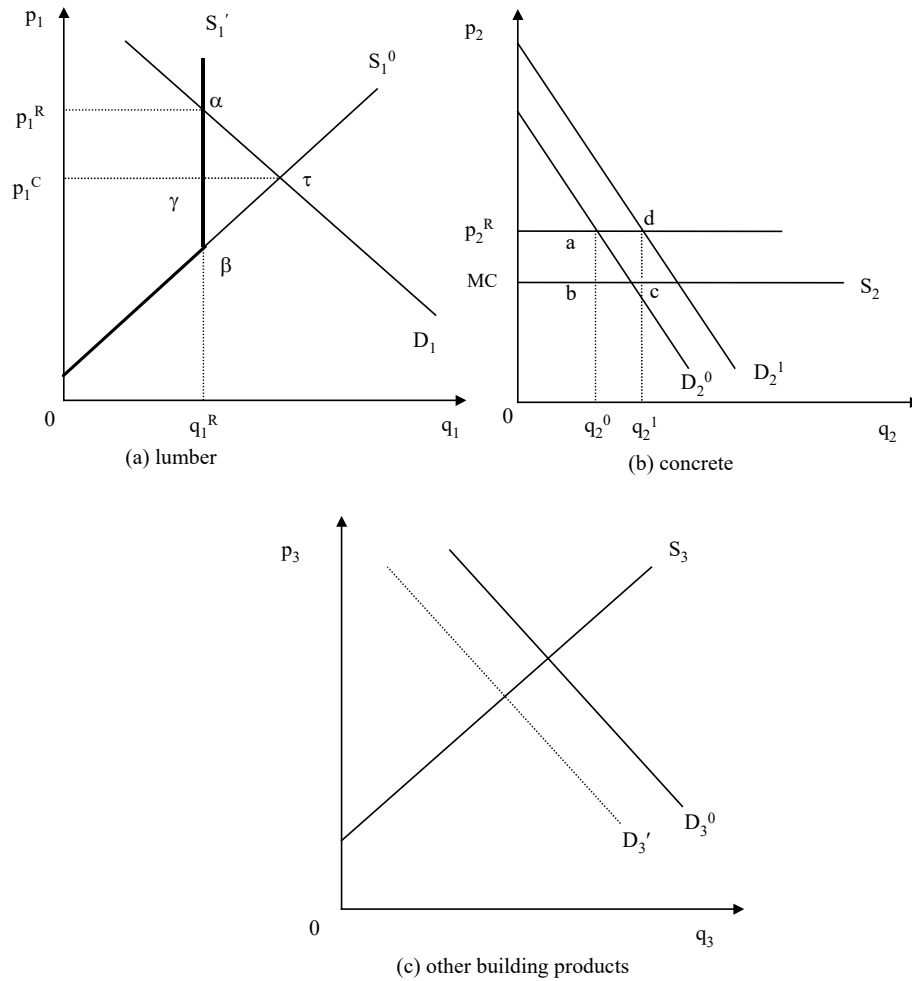 p₁
S₁′
S₁⁰
α
p₁ᴿ
p₁ᶜ
τ
γ
β
D₁
0
q₁ᴿ
q₁
(a) lumber
p₂
d
p₂ᴿ
a
MC
b
c
S₂
D₂⁰
D₂¹
0
q₂⁰
q₂¹
q₂
(b) concrete
p₃
S₃
D₃′
D₃⁰
0
q₃
(c) other building products